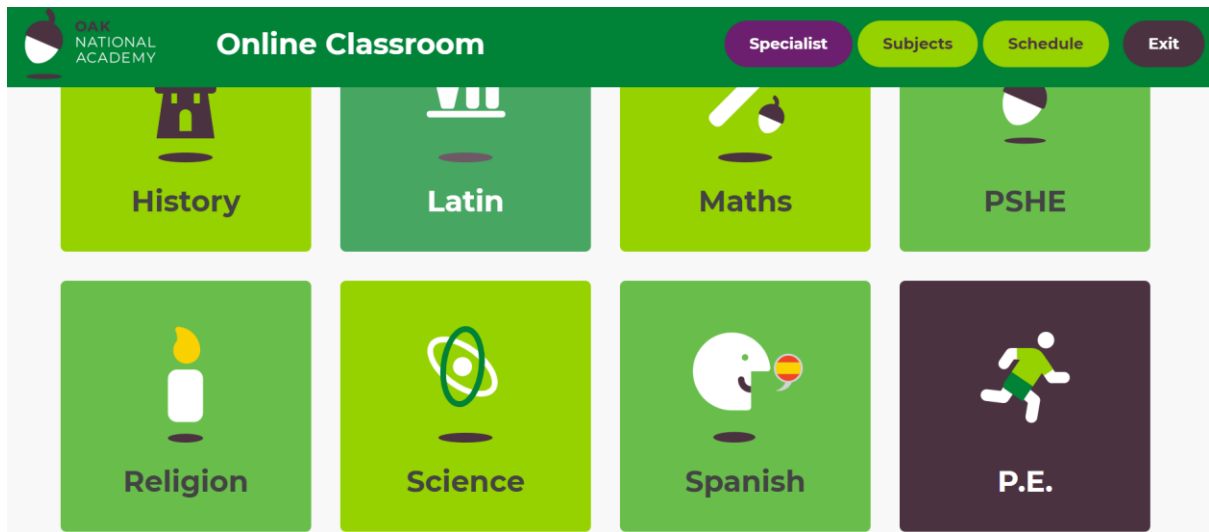 OAK
NATIONAL
ACADEMY
Online Classroom
Specialist
Subjects
Schedule
Exit
History
Latin
Maths
PSHE
Religion
Science
Spanish
P.E.